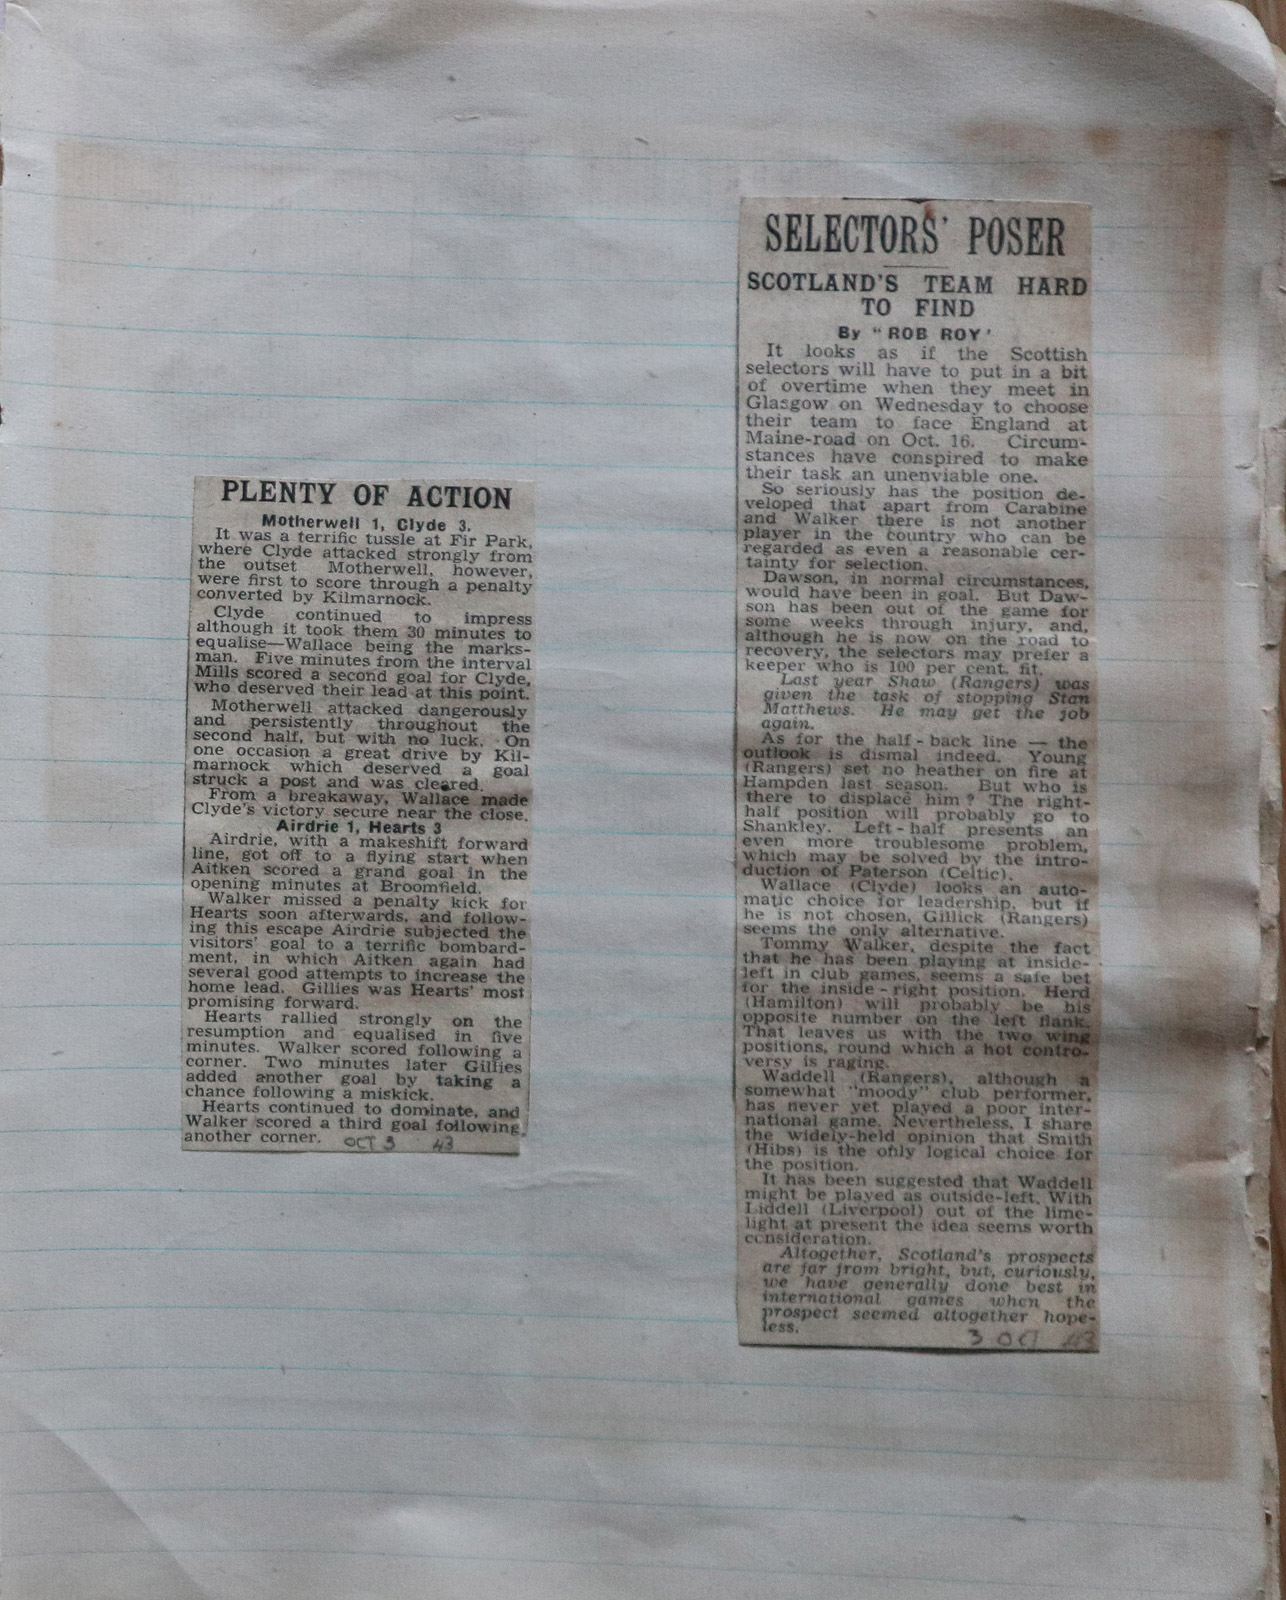 PLENTY OF ACTION
Motherwell 1, Clyde 3.
It was a terrific tussle at Fir Park,
where Clyde attacked strongly from
the outset Motherwell, however,
were first to score through a penalty
converted by Kilmarnock.
Clyde continued to impress
although it took them 30 minutes to
equalise—Wallace being the marks-
man. Five minutes from the interval
Mills scored a second goal for Clyde,
who deserved their lead at this point.
Motherwell attacked dangerously
and persistently throughout the
second half, but with no luck. On
one occasion a great drive by Kil-
marnock which deserved a goal
struck a post and was cleared.
From a breakaway, Wallace made
Clyde's victory secure near the close.
Airdrie 1, Hearts 3
Airdrie, with a makeshift forward
line, got off to a flying start when
Aitken scored a grand goal in the
opening minutes at Broomfield.
Walker missed a penalty kick for
Hearts soon afterwards, and follow-
ing this escape Airdrie subjected the
visitors' goal to a terrific bombard-
ment, in which Aitken again had
several good attempts to increase the
home lead. Gillies was Hearts' most
promising forward.
Hearts rallied strongly on the
resumption and equalised in five
minutes. Walker scored following a
corner. Two minutes later Gillies
added another goal by taking a
chance following a miskick.
Hearts continued to dominate, and
Walker scored a third goal following
another corner. OCT 3 43
SELECTORS' POSER
SCOTLAND'S TEAM HARD
TO FIND
By "ROB ROY'
It looks as if the Scottish
selectors will have to put in a bit
of overtime when they meet in
Glasgow on Wednesday to choose
their team to face England at
Maine-road on Oct. 16. Circum-
stances have conspired to make
their task an unenviable one.
So seriously has the position de-
veloped that apart from Carabine
and Walker there is not another
player in the country who can be
regarded as even a reasonable cer-
tainty for selection.
Dawson, in normal circumstances,
would have been in goal. But Daw-
son has been out of the game for
some weeks through injury, and,
although he is now on the road to
recovery, the selectors may prefer a
keeper who is 100 per cent. fit.
Last year Shaw (Rangers) was
given the task of stopping Stan
Matthews. He may get the job
again.
As for the half-back line — the
outlook is dismal indeed. Young
(Rangers) set no heather on fire at
Hampden last season. But who is
there to displace him? The right-
half position will probably go to
Shankley. Left-half presents an
even more troublesome problem,
which may be solved by the intro-
duction of Paterson (Celtic).
Wallace (Clyde) looks an auto-
matic choice for leadership, but if
he is not chosen, Gillick (Rangers)
seems the only alternative.
Tommy Walker, despite the fact
that he has been playing at inside-
left in club games, seems a safe bet
for the inside-right position. Herd
(Hamilton) will probably be his
opposite number on the left flank.
That leaves us with the two wing
positions, round which a hot contro-
versy is raging.
Waddell (Rangers), although a
somewhat "moody" club performer,
has never yet played a poor inter-
national game. Nevertheless, I share
the widely-held opinion that Smith
(Hibs) is the only logical choice for
the position.
It has been suggested that Waddell
might be played as outside-left. With
Liddell (Liverpool) out of the lime-
light at present the idea seems worth
consideration.
Altogether, Scotland's prospects
are far from bright, but, curiously,
we have generally done best in
international games when the
prospect seemed altogether hope-
less.
3 OCT 43